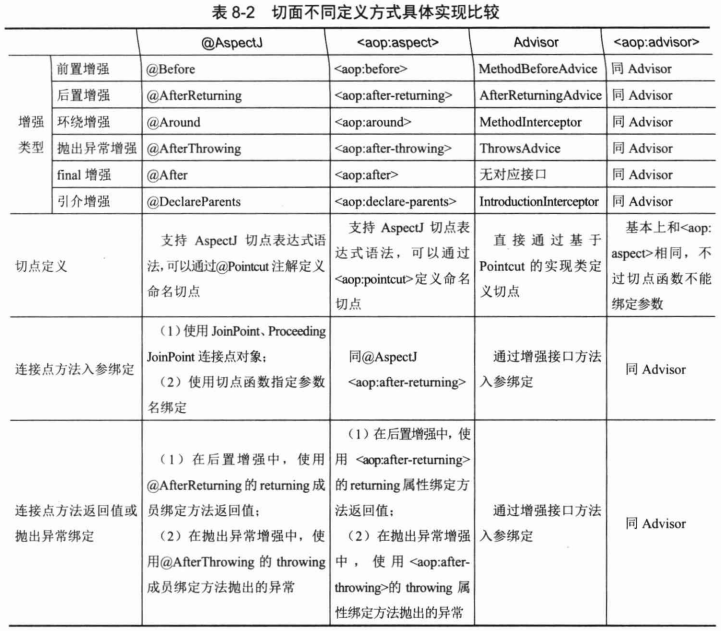 表 8-2 切面不同定义方式具体实现比较
@AspectJ <aop:aspect> Advisor <aop:advisor>
增强类型
前置增强 @Before <aop:before> MethodBeforeAdvice 同 Advisor
后置增强 @AfterReturning <aop:after-returning> AfterReturningAdvice 同 Advisor
环绕增强 @Around <aop:around> MethodInterceptor 同 Advisor
抛出异常增强 @AfterThrowing <aop:after-throwing> ThrowsAdvice 同 Advisor
final 增强 @After <aop:after> 无对应接口 同 Advisor
引介增强 @DeclareParents <aop:declare-parents> IntroductionInterceptor 同 Advisor
切点定义
支持 AspectJ 切点表达式语
法,可以通过@Pointcut 注解定义
命名切点
支持 AspectJ 切点表
达式语法，可以通过
<aop:pointcut>定义命名
切点
直接通过基于
Pointcut 的实现类定
义切点
基本上和<aop:
aspect>相同，不
过切点函数不能
绑定参数
连接点方法入参绑定
（1）使用 JoinPoint、Proceeding
JoinPoint 连接点对象；
（2）使用切点函数指定参数
名绑定
同@AspectJ
<aop:after-returning>
通过增强接口方法
入参绑定
同 Advisor
连接点方法返回值或
抛出异常绑定
（1）在后置增强中，使用
@AfterReturning 的 returning 成
员绑定方法返回值；
（2）在抛出异常增强中，使
用@AfterThrowing 的 throwing
成员绑定方法抛出的异常
（1）在后置增强中，使
用 <aop:after-returning>
的 returning 属性绑定方
法返回值；
（2）在抛出异常增强
中，使用<aop:after-
throwing>的 throwing 属
性绑定方法抛出的异常
通过增强接口方法
入参绑定
同 Advisor